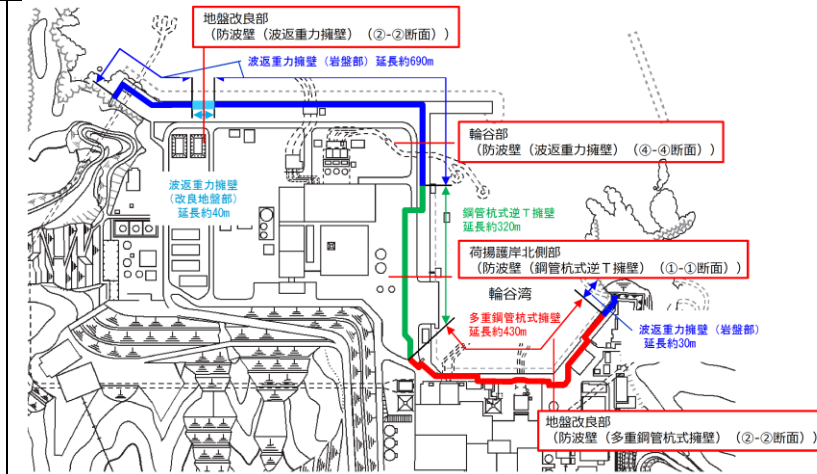 地盤改良部
（防波壁（波返重力擁壁）（②-②断面））
波返重力擁壁（岩盤部）延長約690m
輪谷部
（防波壁（波返重力擁壁）（④-④断面））
波返重力擁壁
（改良地盤部）
延長約40m
鋼管杭式逆Ｔ擁壁
延長約320m
荷揚護岸北側部
（防波壁（鋼管杭式逆Ｔ擁壁）（①-①断面））
輪谷湾
多重鋼管杭式擁壁
延長約430m
波返重力擁壁（岩盤部）
延長約30m
地盤改良部
（防波壁（多重鋼管杭式擁壁）（②-②断面））